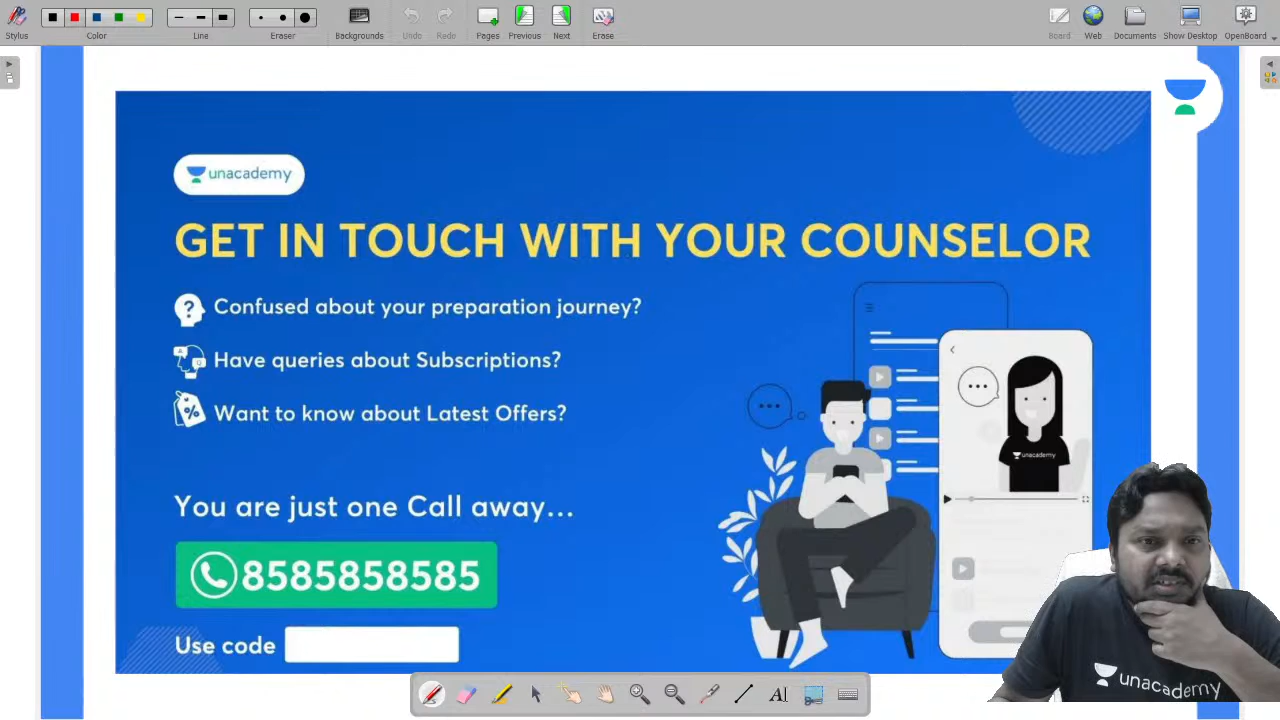 Stylus
Color
Line
Eraser
Backgrounds
Undo
Redo
Pages
Previous
Next
Erase
Board
Web
Documents
Show Desktop
OpenBoard
unacademy
GET IN TOUCH WITH YOUR COUNSELOR
? Confused about your preparation journey?
Have queries about Subscriptions?
% Want to know about Latest Offers?
You are just one Call away...
8585858585
Use code
unacademy
unacademy
AI